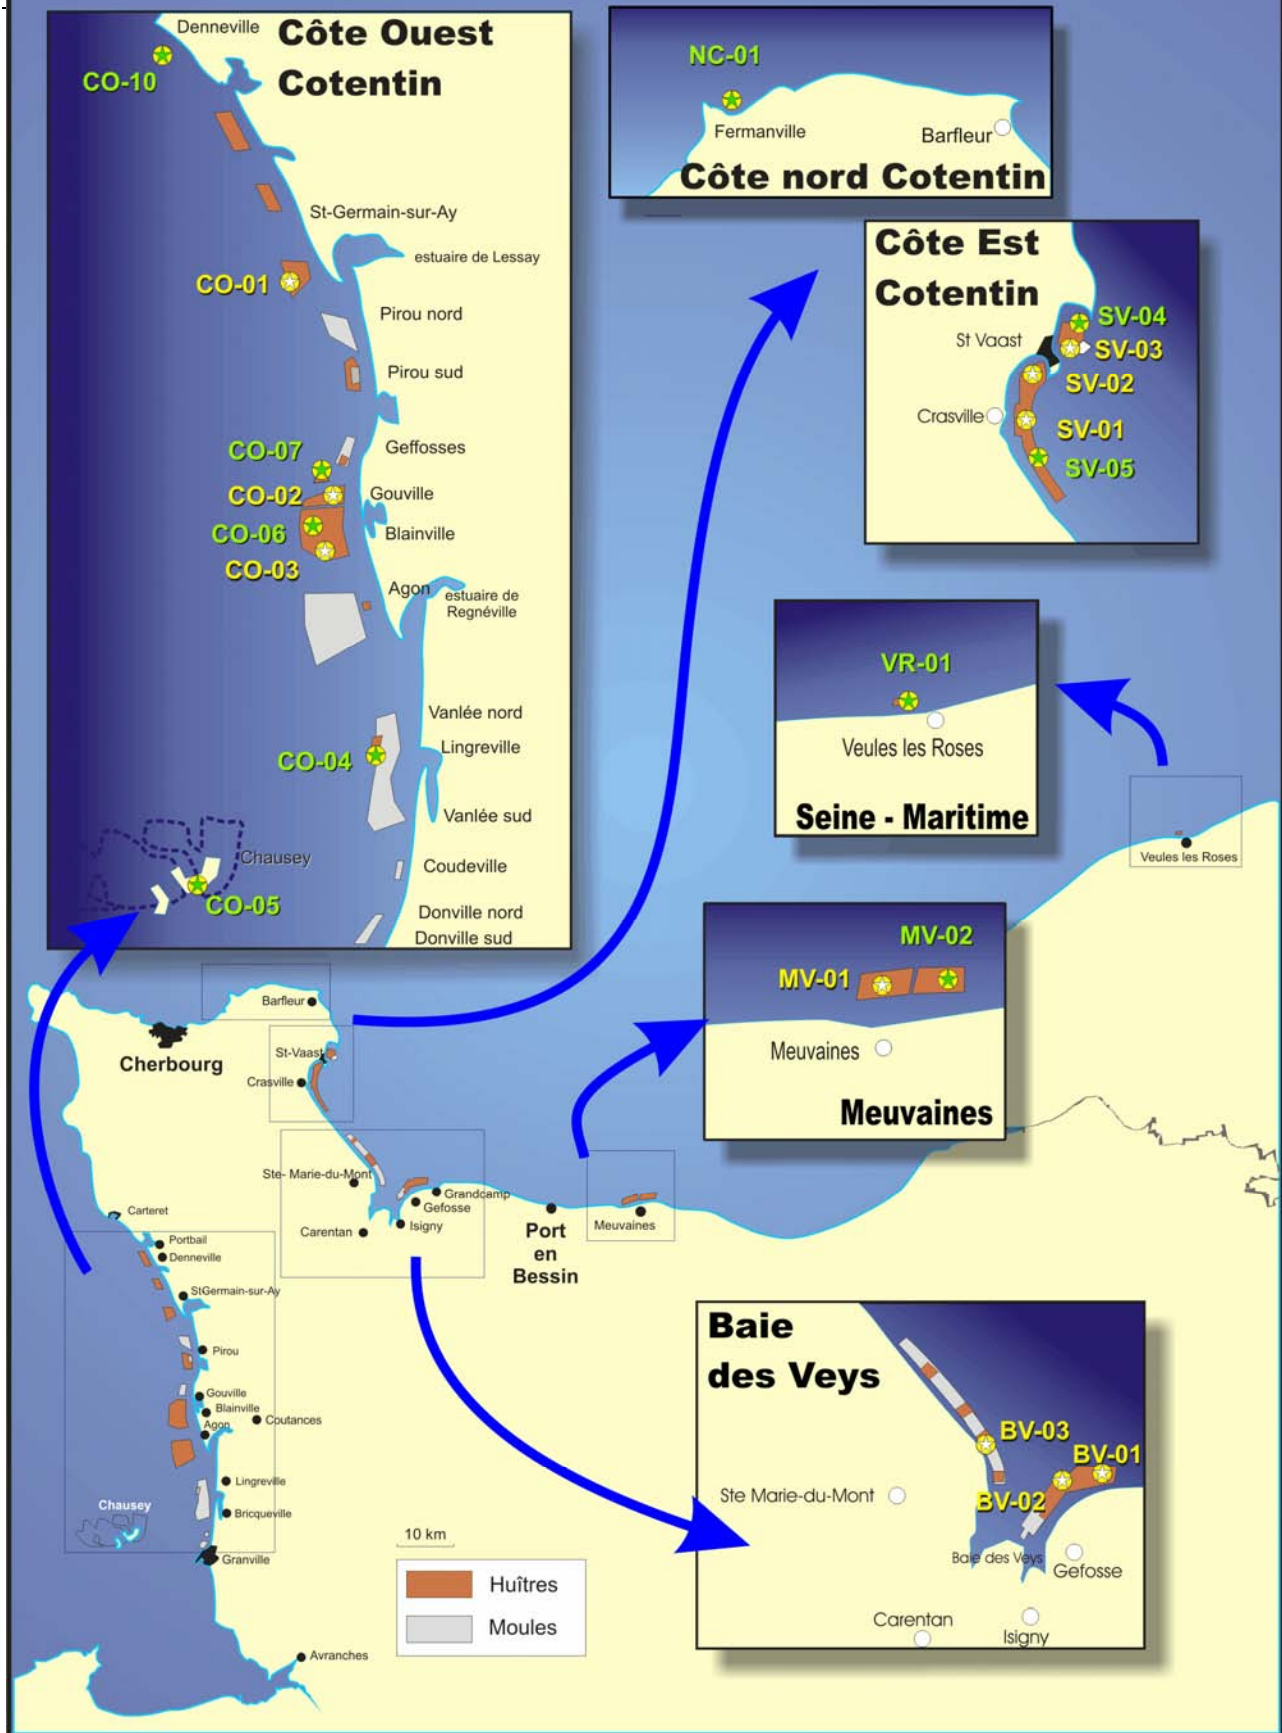 Denneville
Côte Ouest
Cotentin
CO-10
St-Germain-sur-Ay
estuaire de Lessay
CO-01
Pirou nord
Pirou sud
CO-07
Geffosses
CO-02
Gouville
CO-06
Blainville
CO-03
Agon
estuaire de
Regnéville
Vanlée nord
CO-04
Lingreville
Vanlée sud
Chausey
Coudeville
CO-05
Donville nord
Donville sud
NC-01
Fermanville
Barfleur
Côte nord Cotentin
Côte Est
Cotentin
SV-04
St Vaast
SV-03
SV-02
Crasville
SV-01
SV-05
VR-01
Veules les Roses
Seine - Maritime
Veules les Roses
MV-02
MV-01
Meuvaines
Meuvaines
Barfleur
Cherbourg
St-Vaast
Crasville
Ste- Marie-du-Mont
Grandcamp
Gefosse
Isigny
Carentan
Port
en
Bessin
Meuvaines
Carteret
Portbail
Denneville
StGermain-sur-Ay
Pirou
Gouville
Blainville
Agon
Coutances
Lingreville
Bricqueville
Chausey
Granville
Avranches
10 km
Huîtres
Moules
Baie
des Veys
BV-03
BV-01
BV-02
Ste Marie-du-Mont
Baie des Veys
Gefosse
Carentan
Isigny